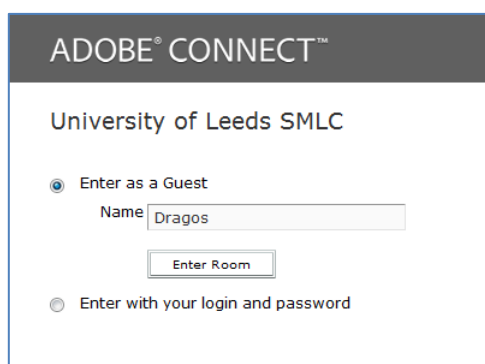 ADOBE® CONNECT™
University of Leeds SMLC
Enter as a Guest
Name Dragos
Enter Room
Enter with your login and password